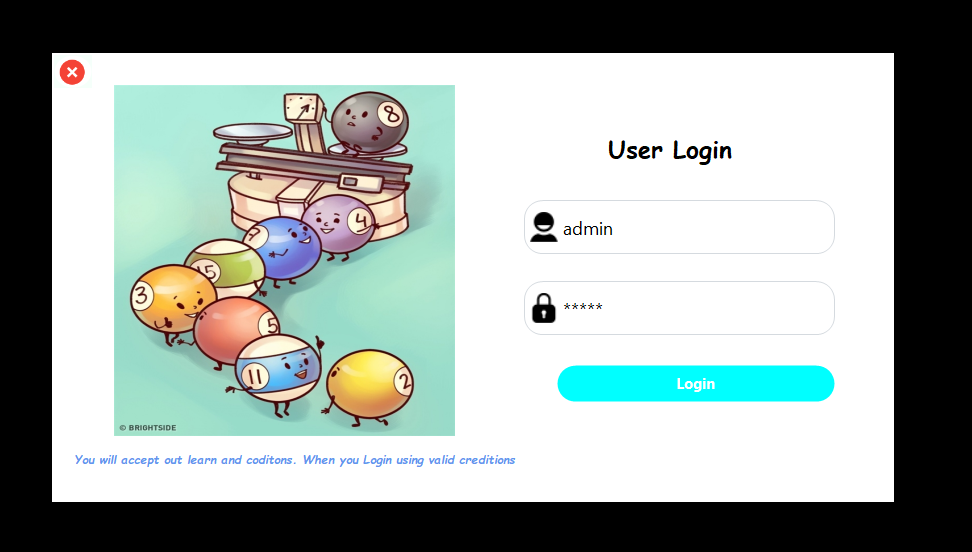 8
4
7
15
3
5
11
2
© BRIGHTSIDE
You will accept out learn and coditons. When you Login using valid creditions
User Login
admin
*****
Login